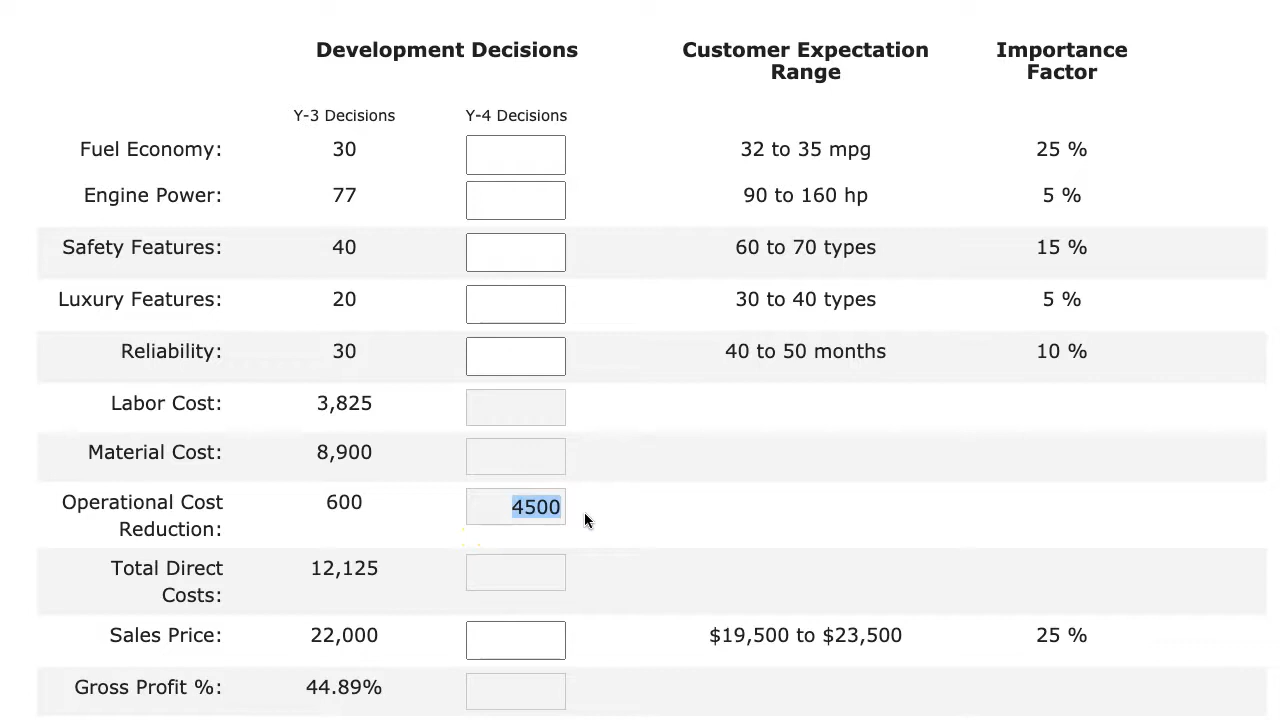 Development Decisions Customer Expectation Range Importance Factor
Y-3 Decisions Y-4 Decisions
Fuel Economy: 30 32 to 35 mpg 25 %
Engine Power: 77 90 to 160 hp 5 %
Safety Features: 40 60 to 70 types 15 %
Luxury Features: 20 30 to 40 types 5 %
Reliability: 30 40 to 50 months 10 %
Labor Cost: 3,825
Material Cost: 8,900
Operational Cost Reduction: 600 4500
Total Direct Costs: 12,125
Sales Price: 22,000 $19,500 to $23,500 25 %
Gross Profit %: 44.89%